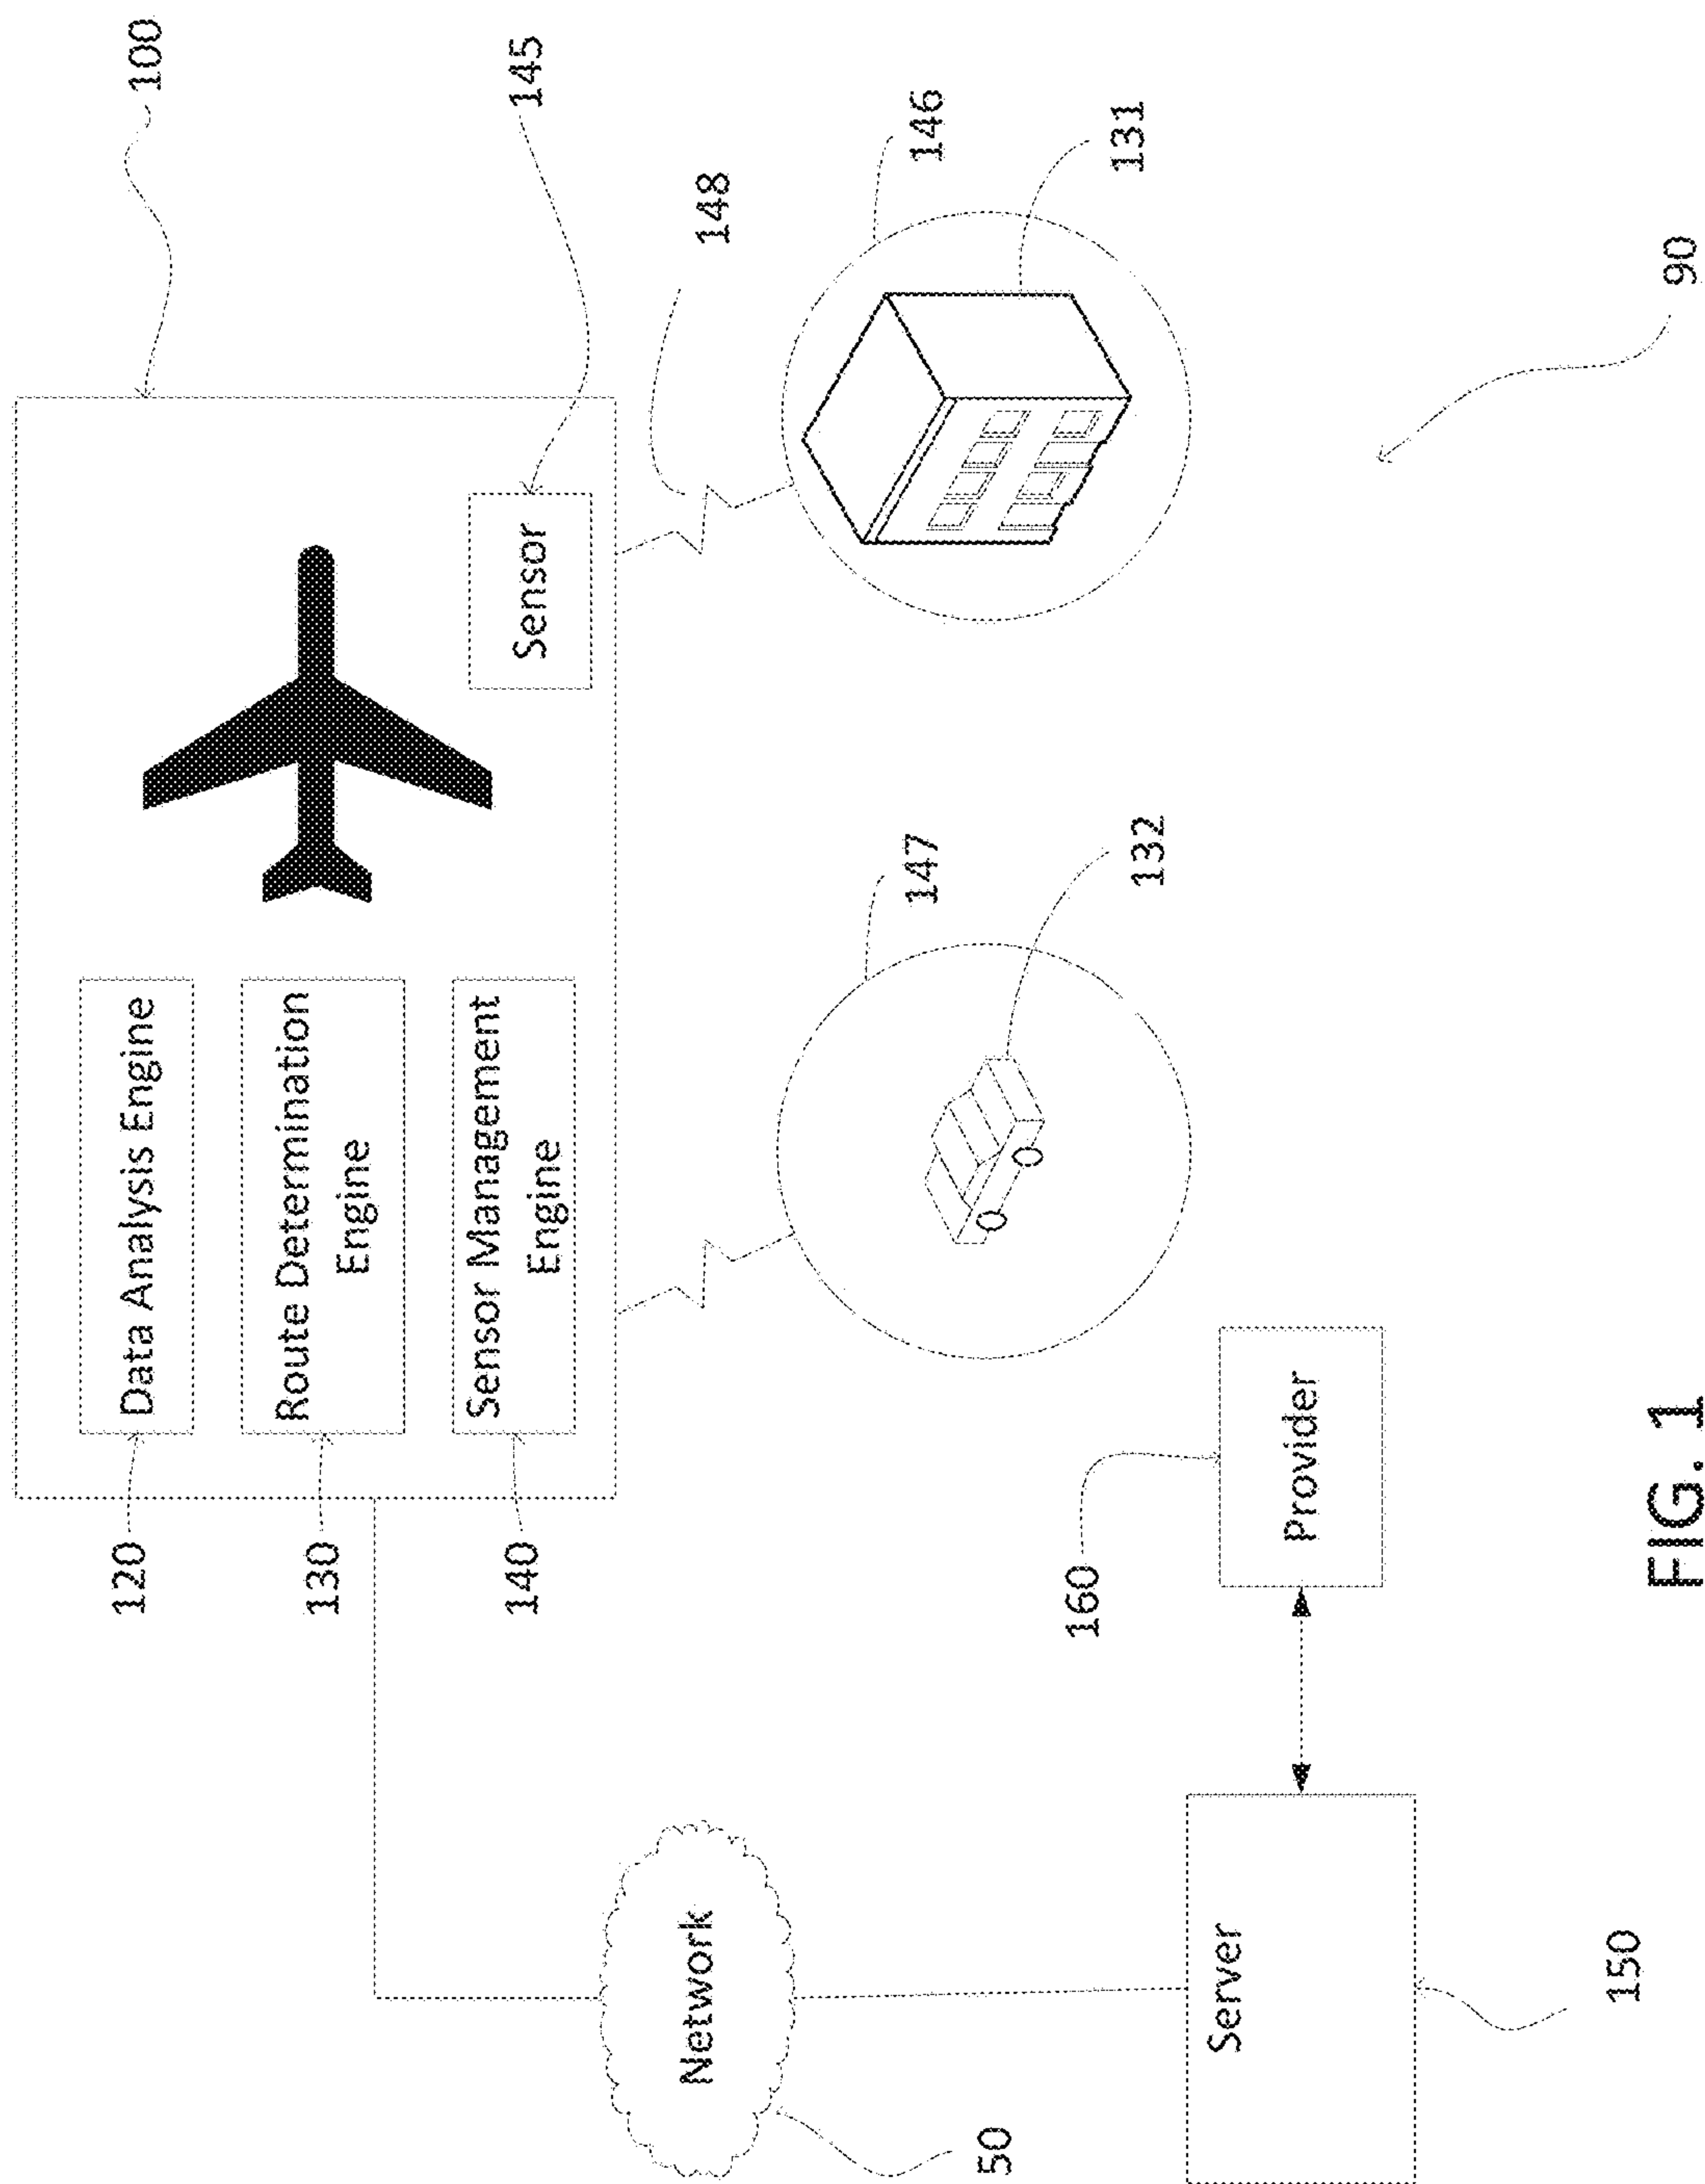 100
120
Data Analysis Engine
130
Route Determination
Engine
140
Sensor Management
Engine
Sensor
145
148
Network
50
147
132
146
131
160
Provider
Server
150
90
FIG. 1